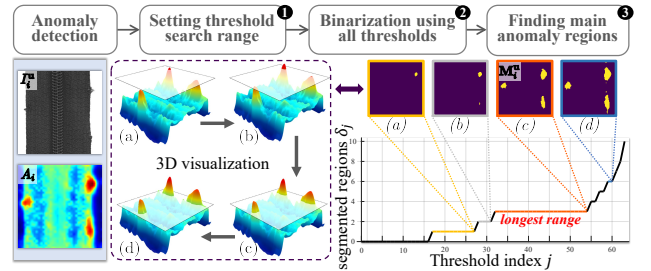 Anomaly
detection
Setting threshold
search range
1
Binarization using
all thresholds
2
Finding main
anomaly regions
3
I_i^u
A_i
(a)
(b)
3D visualization
(d)
(c)
M_i^u
(a)
(b)
(c)
(d)
segmented regions δ_j
10
8
6
4
2
0
longest range
0
10
20
30
40
50
60
Threshold index j